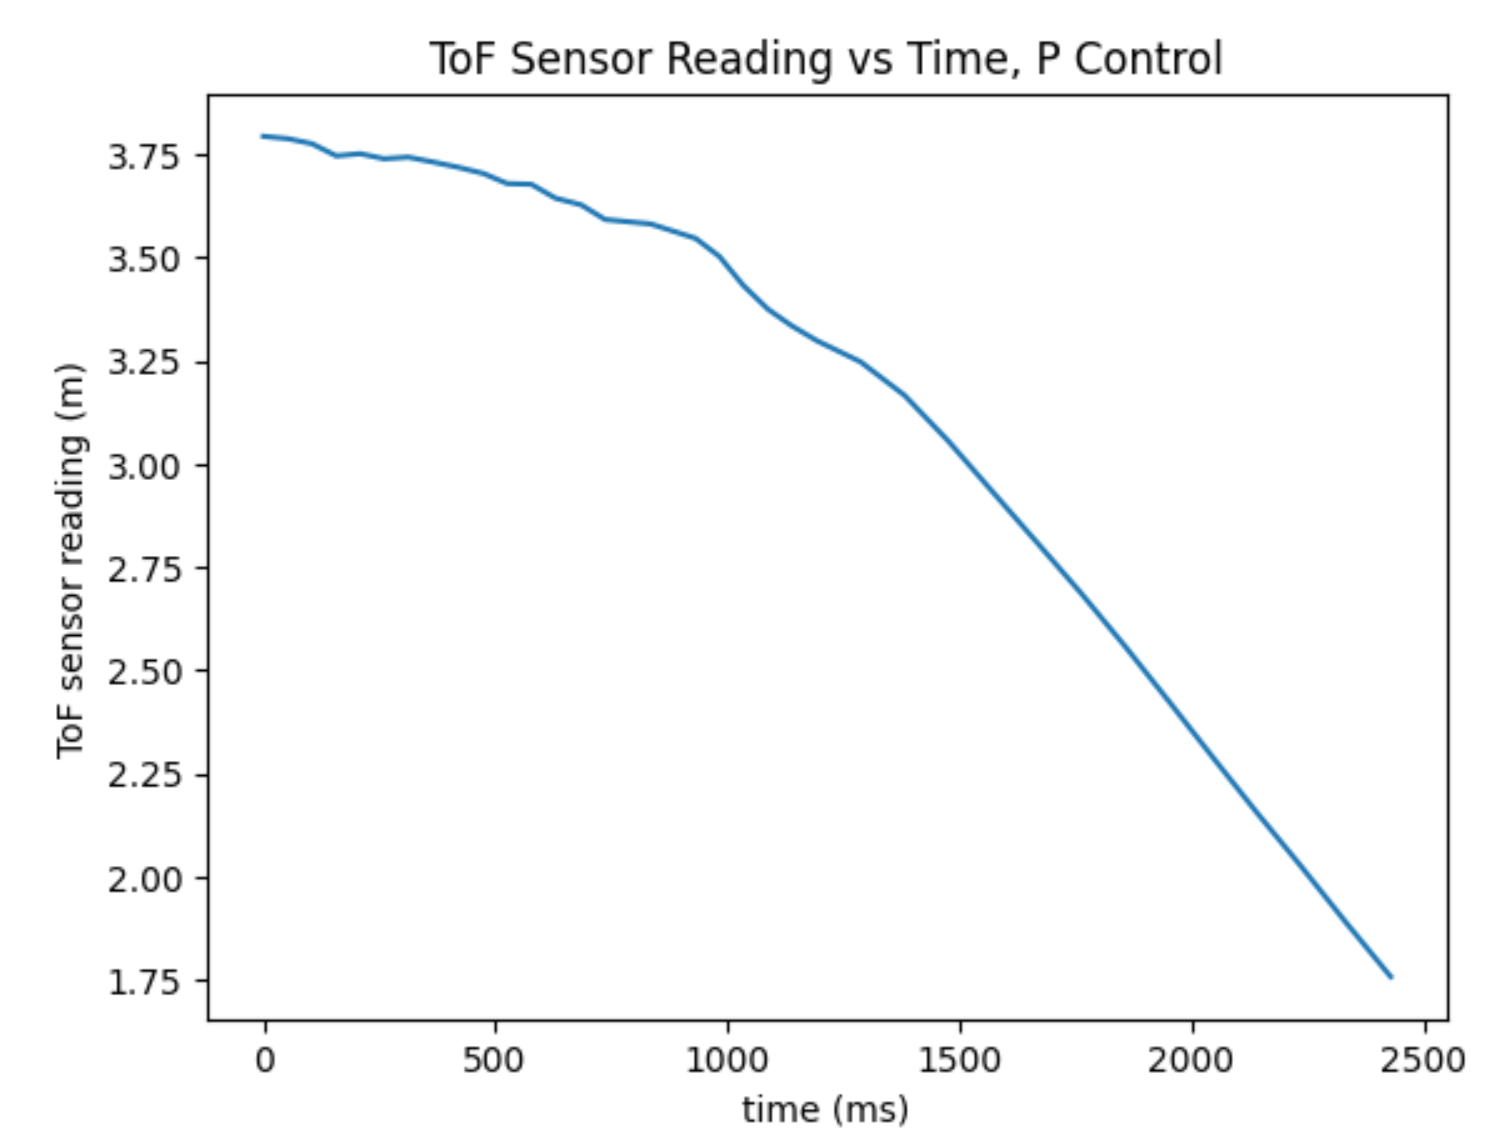 ToF Sensor Reading vs Time, P Control
ToF sensor reading (m)
3.75
3.50
3.25
3.00
2.75
2.50
2.25
2.00
1.75
0 500 1000 1500 2000 2500
time (ms)